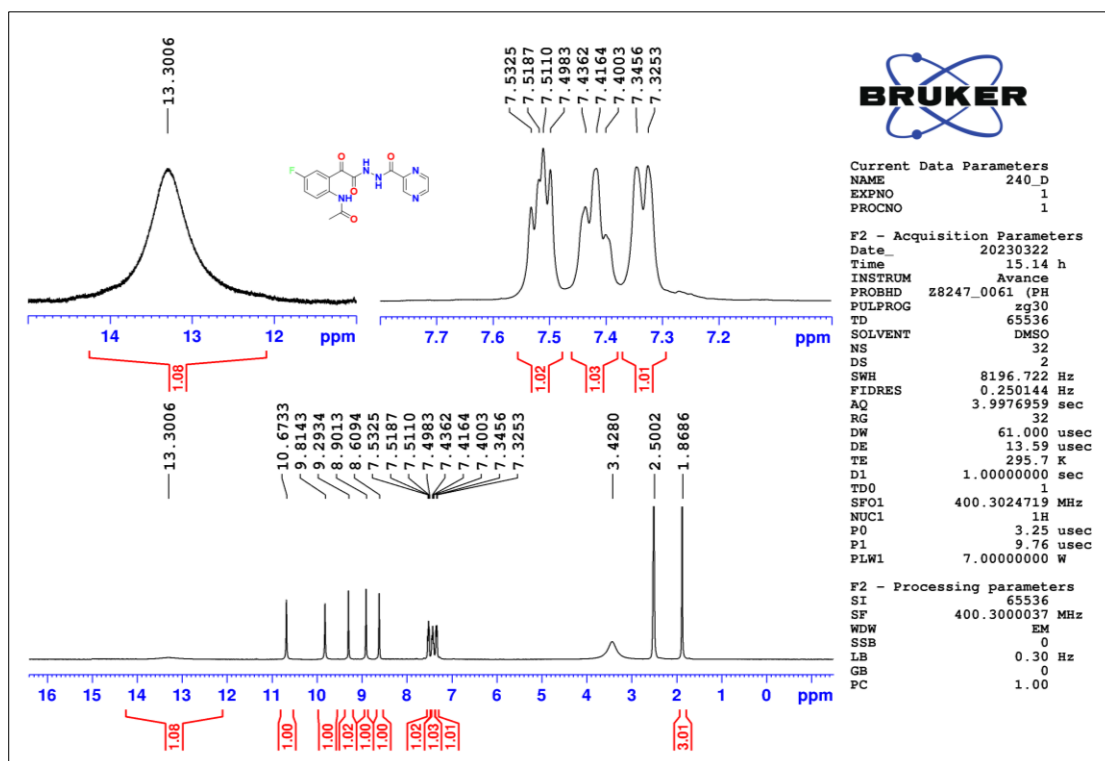 13.3006
7.5325
7.5187
7.5110
7.4983
7.4362
7.4164
7.4003
7.3456
7.3253
F
O
O
H
N
N
H
O
N
N
NH
O
14 13 ppm
1.08
7.7 7.6 7.5 7.4 7.3 7.2 ppm
1.02
1.03
1.01
13.3006
10.6733
9.8143
9.2934
8.9013
8.6094
7.5325
7.5187
7.5110
7.4983
7.4362
7.4164
7.4003
7.3456
7.3253
3.4280
2.5002
1.8686
16 15 14 13 12 11 10 9 8 7 6 5 4 3 2 1 0 ppm
1.08
1.00
1.00
1.02
1.00
1.00
1.02
1.03
1.01
3.01
BRUKER
Current Data Parameters
NAME 240_D
EXPNO 1
PROCNO 1
F2 - Acquisition Parameters
Date_ 20230322
Time 15.14 h
INSTRUM Avance
PROBHD Z8247_0061 (PH
PULPROG zg30
TD 65536
SOLVENT DMSO
NS 32
DS 2
SWH 8196.722 Hz
FIDRES 0.250144 Hz
AQ 3.9976959 sec
RG 32
DW 61.000 usec
DE 13.59 usec
TE 295.7 K
D1 1.00000000 sec
TD0 1
SFO1 400.3024719 MHz
NUC1 1H
P0 3.25 usec
P1 9.76 usec
PLW1 7.00000000 W
F2 - Processing parameters
SI 65536
SF 400.3000037 MHz
WDW EM
SSB 0
LB 0.30 Hz
GB 0
PC 1.00